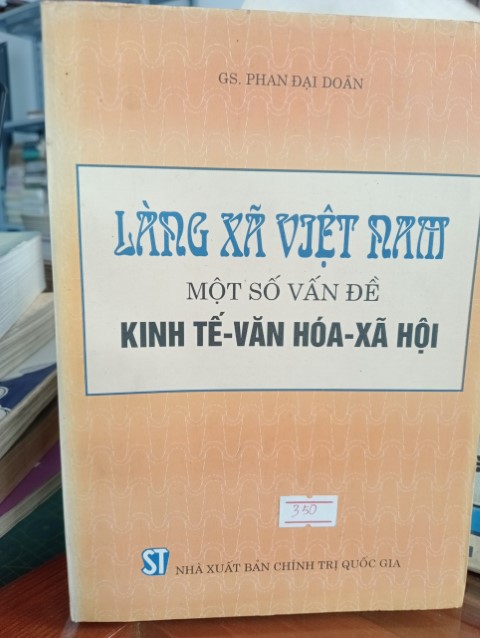 GS. PHAN ĐẠI DOÃN
LÀNG XÃ VIỆT NAM
MỘT SỐ VẤN ĐỀ
KINH TẾ-VĂN HÓA-XÃ HỘI
350
ST NHÀ XUẤT BẢN CHÍNH TRỊ QUỐC GIA